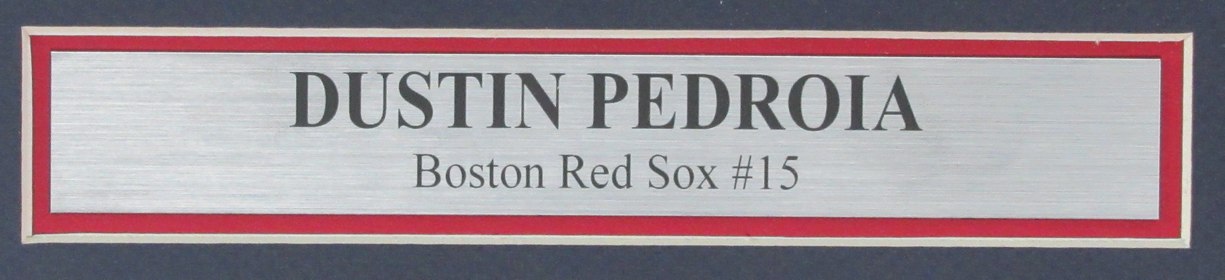 DUSTIN PEDROIA
Boston Red Sox #15